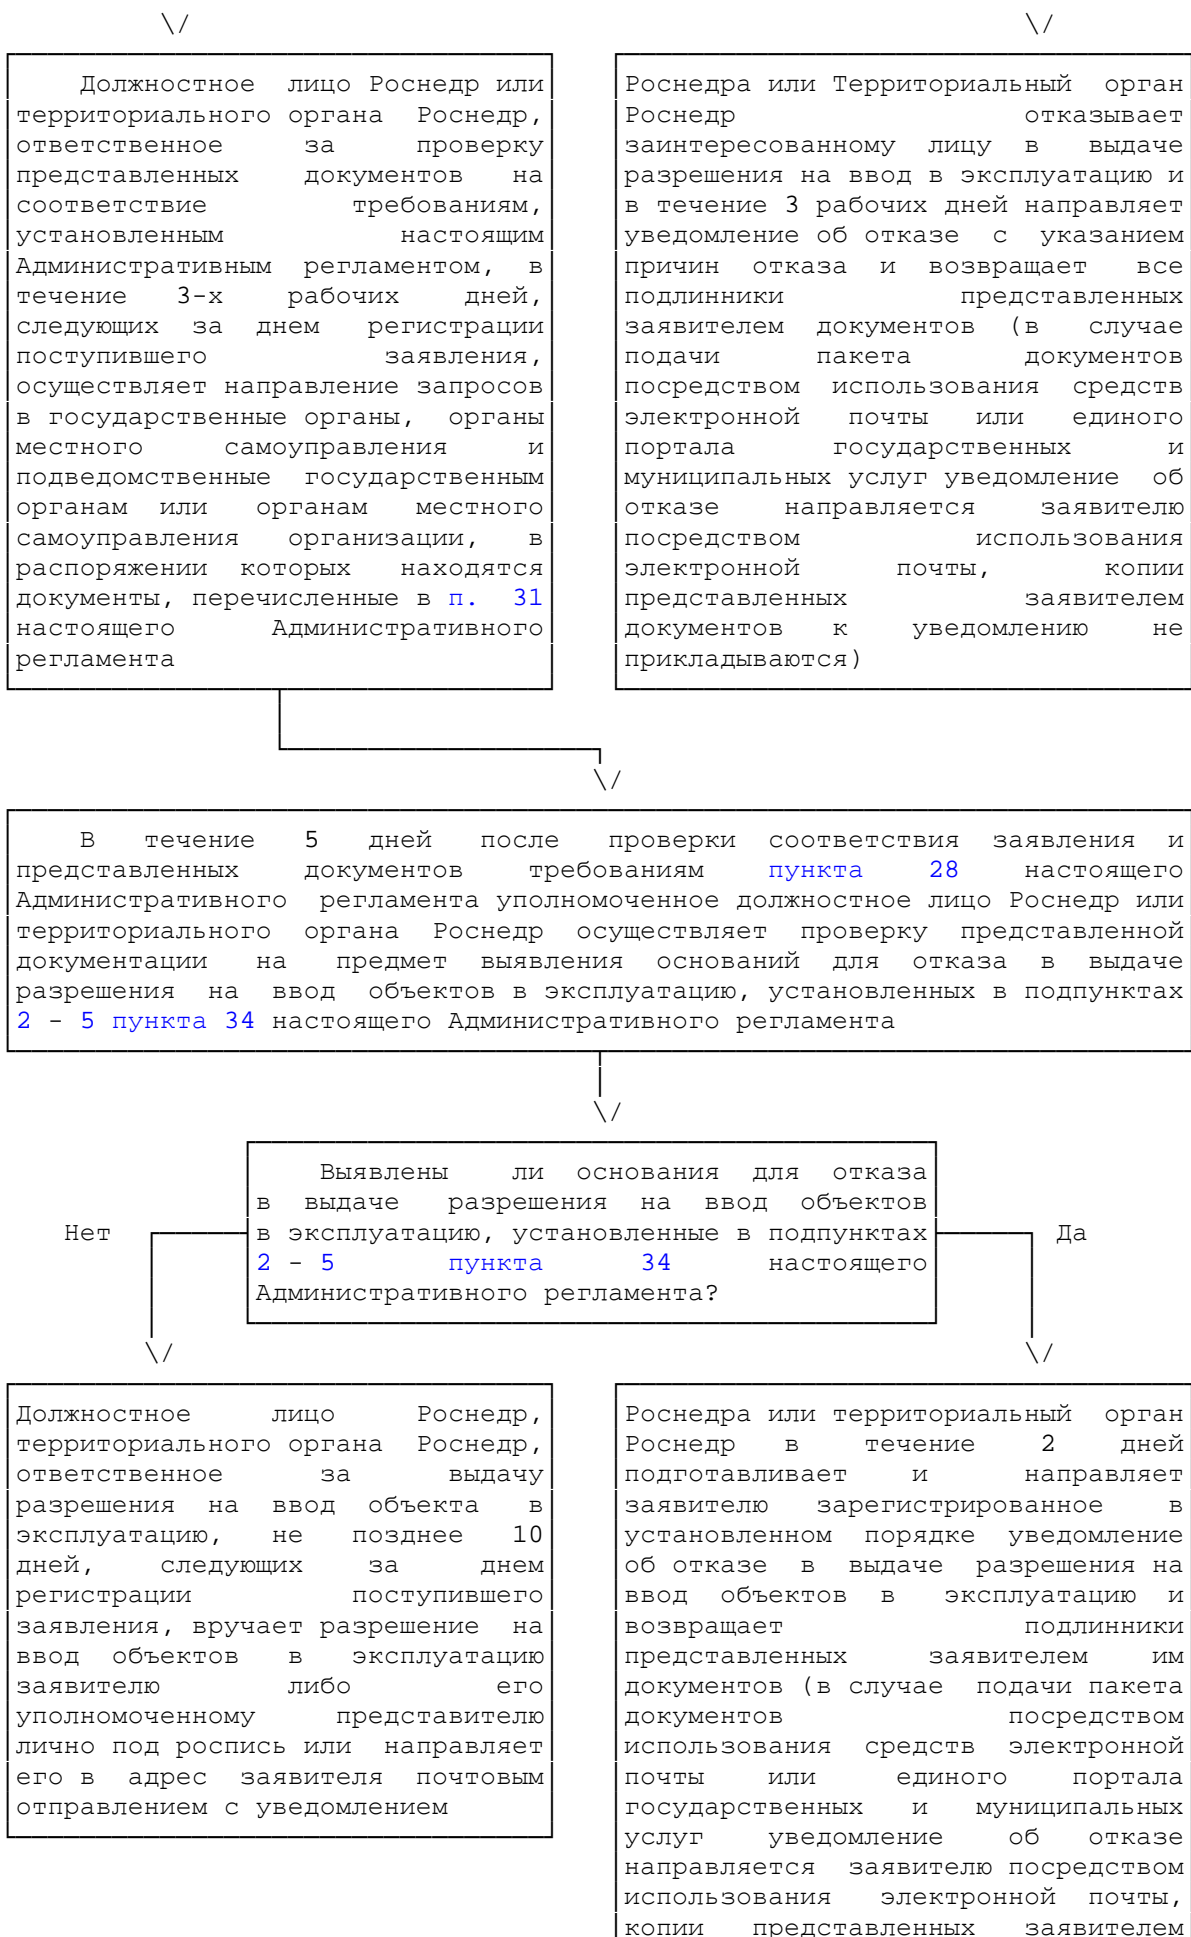 \/
\/
Должностное лицо Роснедр или
территориального органа Роснедр,
ответственное за проверку
представленных документов на
соответствие требованиям,
установленным настоящим
Административным регламентом, в
течение 3-х рабочих дней,
следующих за днем регистрации
поступившего заявления,
осуществляет направление запросов
в государственные органы, органы
местного самоуправления и
подведомственные государственным
органам или органам местного
самоуправления организации, в
распоряжении которых находятся
документы, перечисленные в п. 31
настоящего Административного
регламента
Роснедра или Территориальный орган
Роснедр отказывает
заинтересованному лицу в выдаче
разрешения на ввод в эксплуатацию и
в течение 3 рабочих дней направляет
уведомление об отказе с указанием
причин отказа и возвращает все
подлинники представленных
заявителем документов (в случае
подачи пакета документов
посредством использования средств
электронной почты или единого
портала государственных и
муниципальных услуг уведомление об
отказе направляется заявителю
посредством использования
электронной почты, копии
представленных заявителем
документов к уведомлению не
прикладываются)
\/
В течение 5 дней после проверки соответствия заявления и
представленных документов требованиям пункта 28 настоящего
Административного регламента уполномоченное должностное лицо Роснедр или
территориального органа Роснедр осуществляет проверку представленной
документации на предмет выявления оснований для отказа в выдаче
разрешения на ввод объектов в эксплуатацию, установленных в подпунктах
2 - 5 пункта 34 настоящего Административного регламента
\/
Выявлены ли основания для отказа
в выдаче разрешения на ввод объектов
в эксплуатацию, установленные в подпунктах
2 - 5 пункта 34 настоящего
Административного регламента?
Нет
Да
\/
\/
Должностное лицо Роснедр,
территориального органа Роснедр,
ответственное за выдачу
разрешения на ввод объекта в
эксплуатацию, не позднее 10
дней, следующих за днем
регистрации поступившего
заявления, вручает разрешение на
ввод объектов в эксплуатацию
заявителю либо его
уполномоченному представителю
лично под роспись или направляет
его в адрес заявителя почтовым
отправлением с уведомлением
Роснедра или территориальный орган
Роснедр в течение 2 дней
подготавливает и направляет
заявителю зарегистрированное в
установленном порядке уведомление
об отказе в выдаче разрешения на
ввод объектов в эксплуатацию и
возвращает подлинники
представленных заявителем им
документов (в случае подачи пакета
документов посредством
использования средств электронной
почты или единого портала
государственных и муниципальных
услуг уведомление об отказе
направляется заявителю посредством
использования электронной почты,
копии представленных заявителем